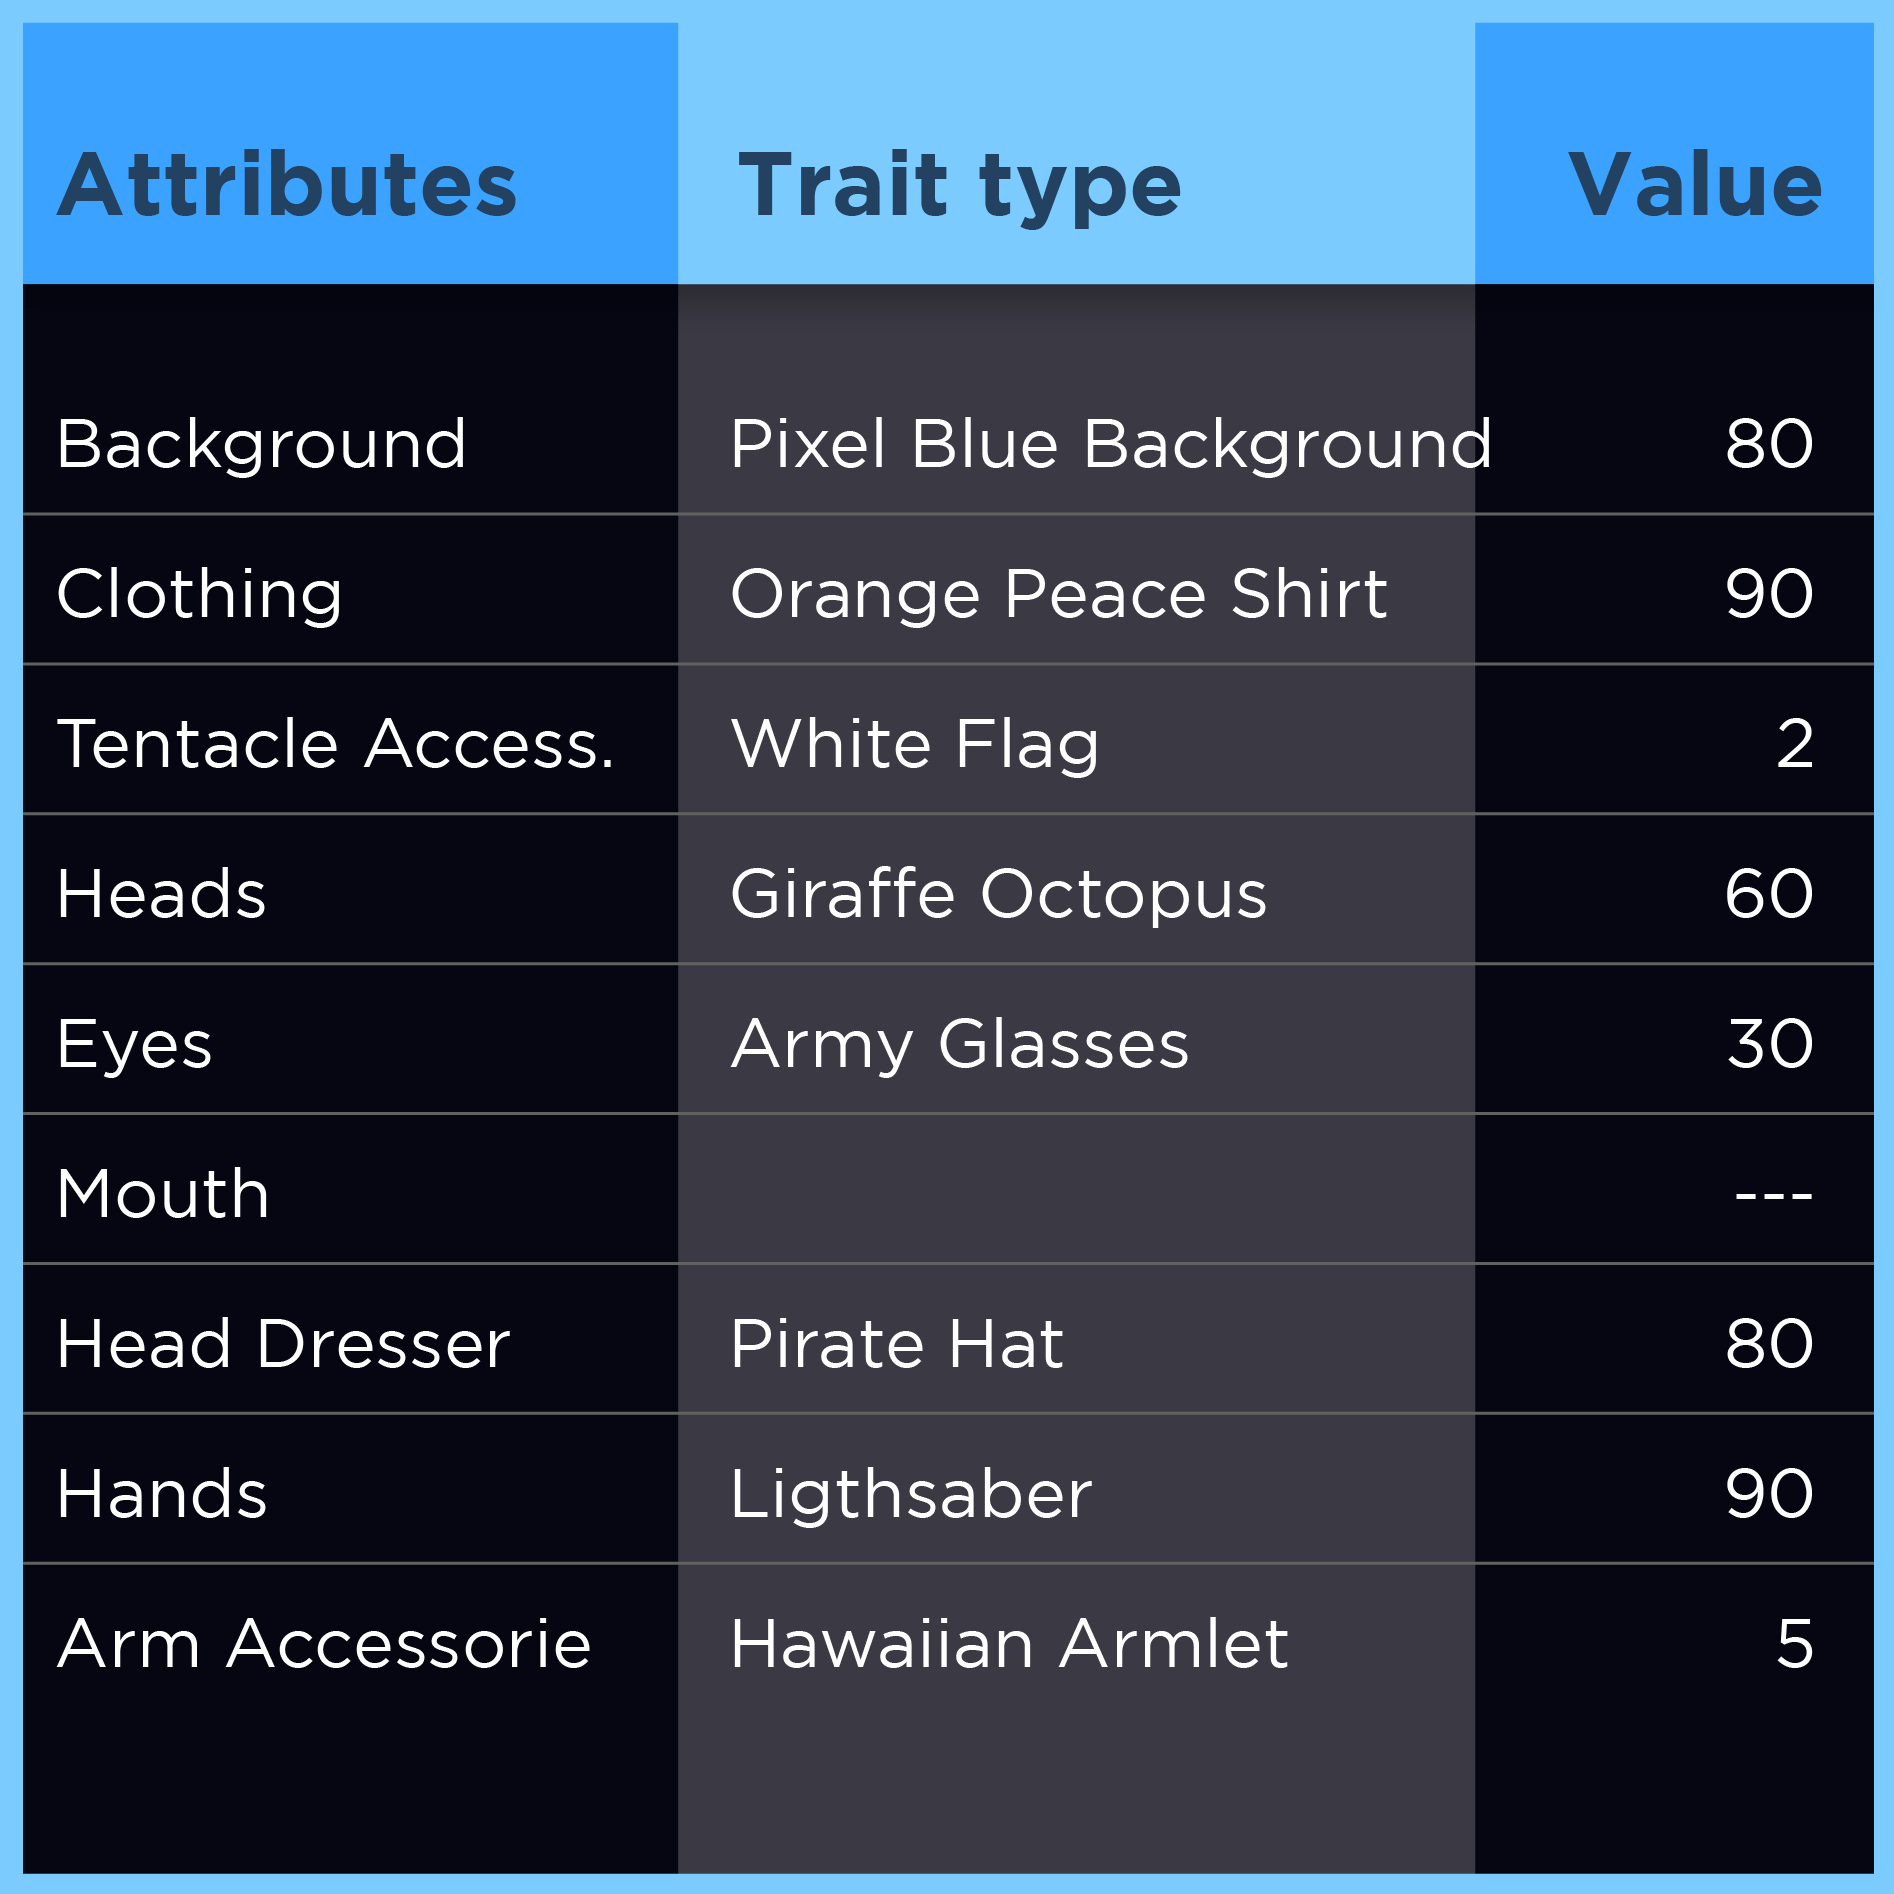 Attributes Trait type Value
Background Pixel Blue Background 80
Clothing Orange Peace Shirt 90
Tentacle Access. White Flag 2
Heads Giraffe Octopus 60
Eyes Army Glasses 30
Mouth ---
Head Dresser Pirate Hat 80
Hands Ligthsaber 90
Arm Accessorie Hawaiian Armlet 5